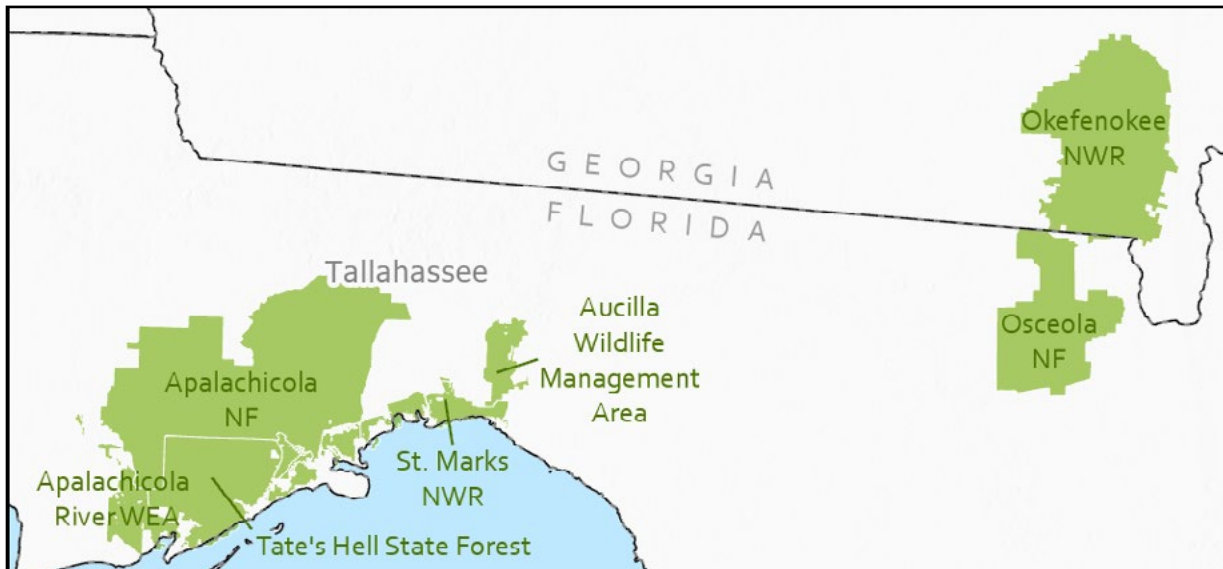 Okefenokee
NWR
GEORGIA
FLORIDA
Tallahassee
Aucilla
Wildlife
Management
Area
Osceola
NF
Apalachicola
NF
St. Marks
NWR
Apalachicola
River WEA
Tate's Hell State Forest